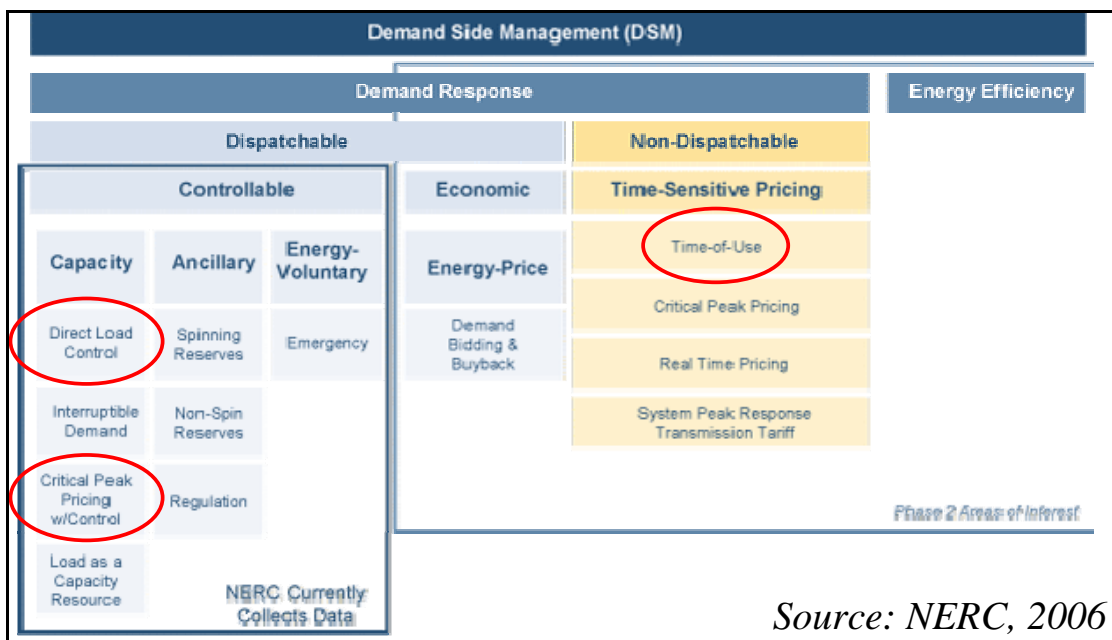 Demand Side Management (DSM)
Demand Response
Energy Efficiency
Dispatchable
Non-Dispatchable
Controllable
Economic
Time-Sensitive Pricing
Capacity
Ancillary
Energy-
Voluntary
Energy-Price
Time-of-Use
Direct Load
Control
Spinning
Reserves
Emergency
Demand
Bidding &
Buyback
Critical Peak Pricing
Real Time Pricing
Interruptible
Demand
Non-Spin
Reserves
System Peak Response
Transmission Tariff
Critical Peak
Pricing
w/Control
Regulation
Phase 2 Areas of Interest
Load as a
Capacity
Resource
NERC Currently
Collects Data
Source: NERC, 2006